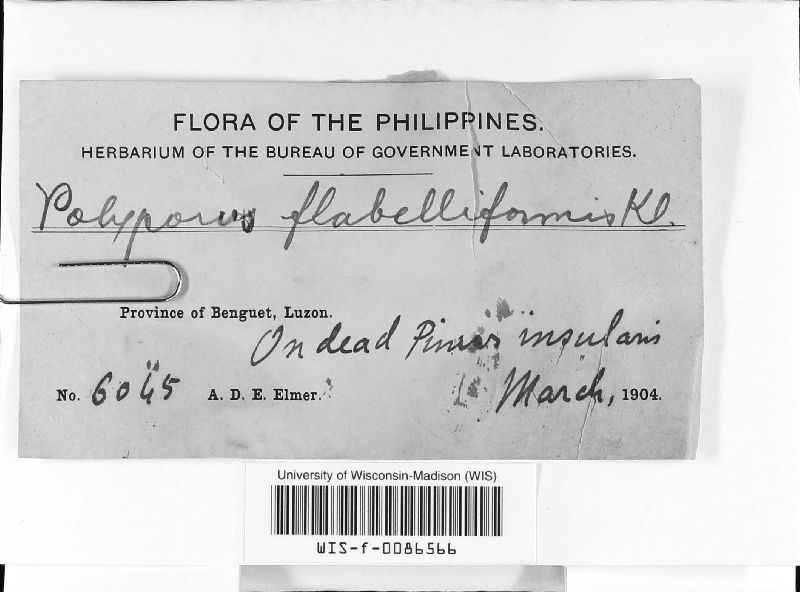 FLORA OF THE PHILIPPINES.
HERBARIUM OF THE BUREAU OF GOVERNMENT LABORATORIES.
Polyporus flabelliformis Kl.
Province of Benguet, Luzon.
On dead Pinus insularis
No. 6045 A. D. E. Elmer. March, 1904.
University of Wisconsin-Madison (WIS)
WIS-f-0086566